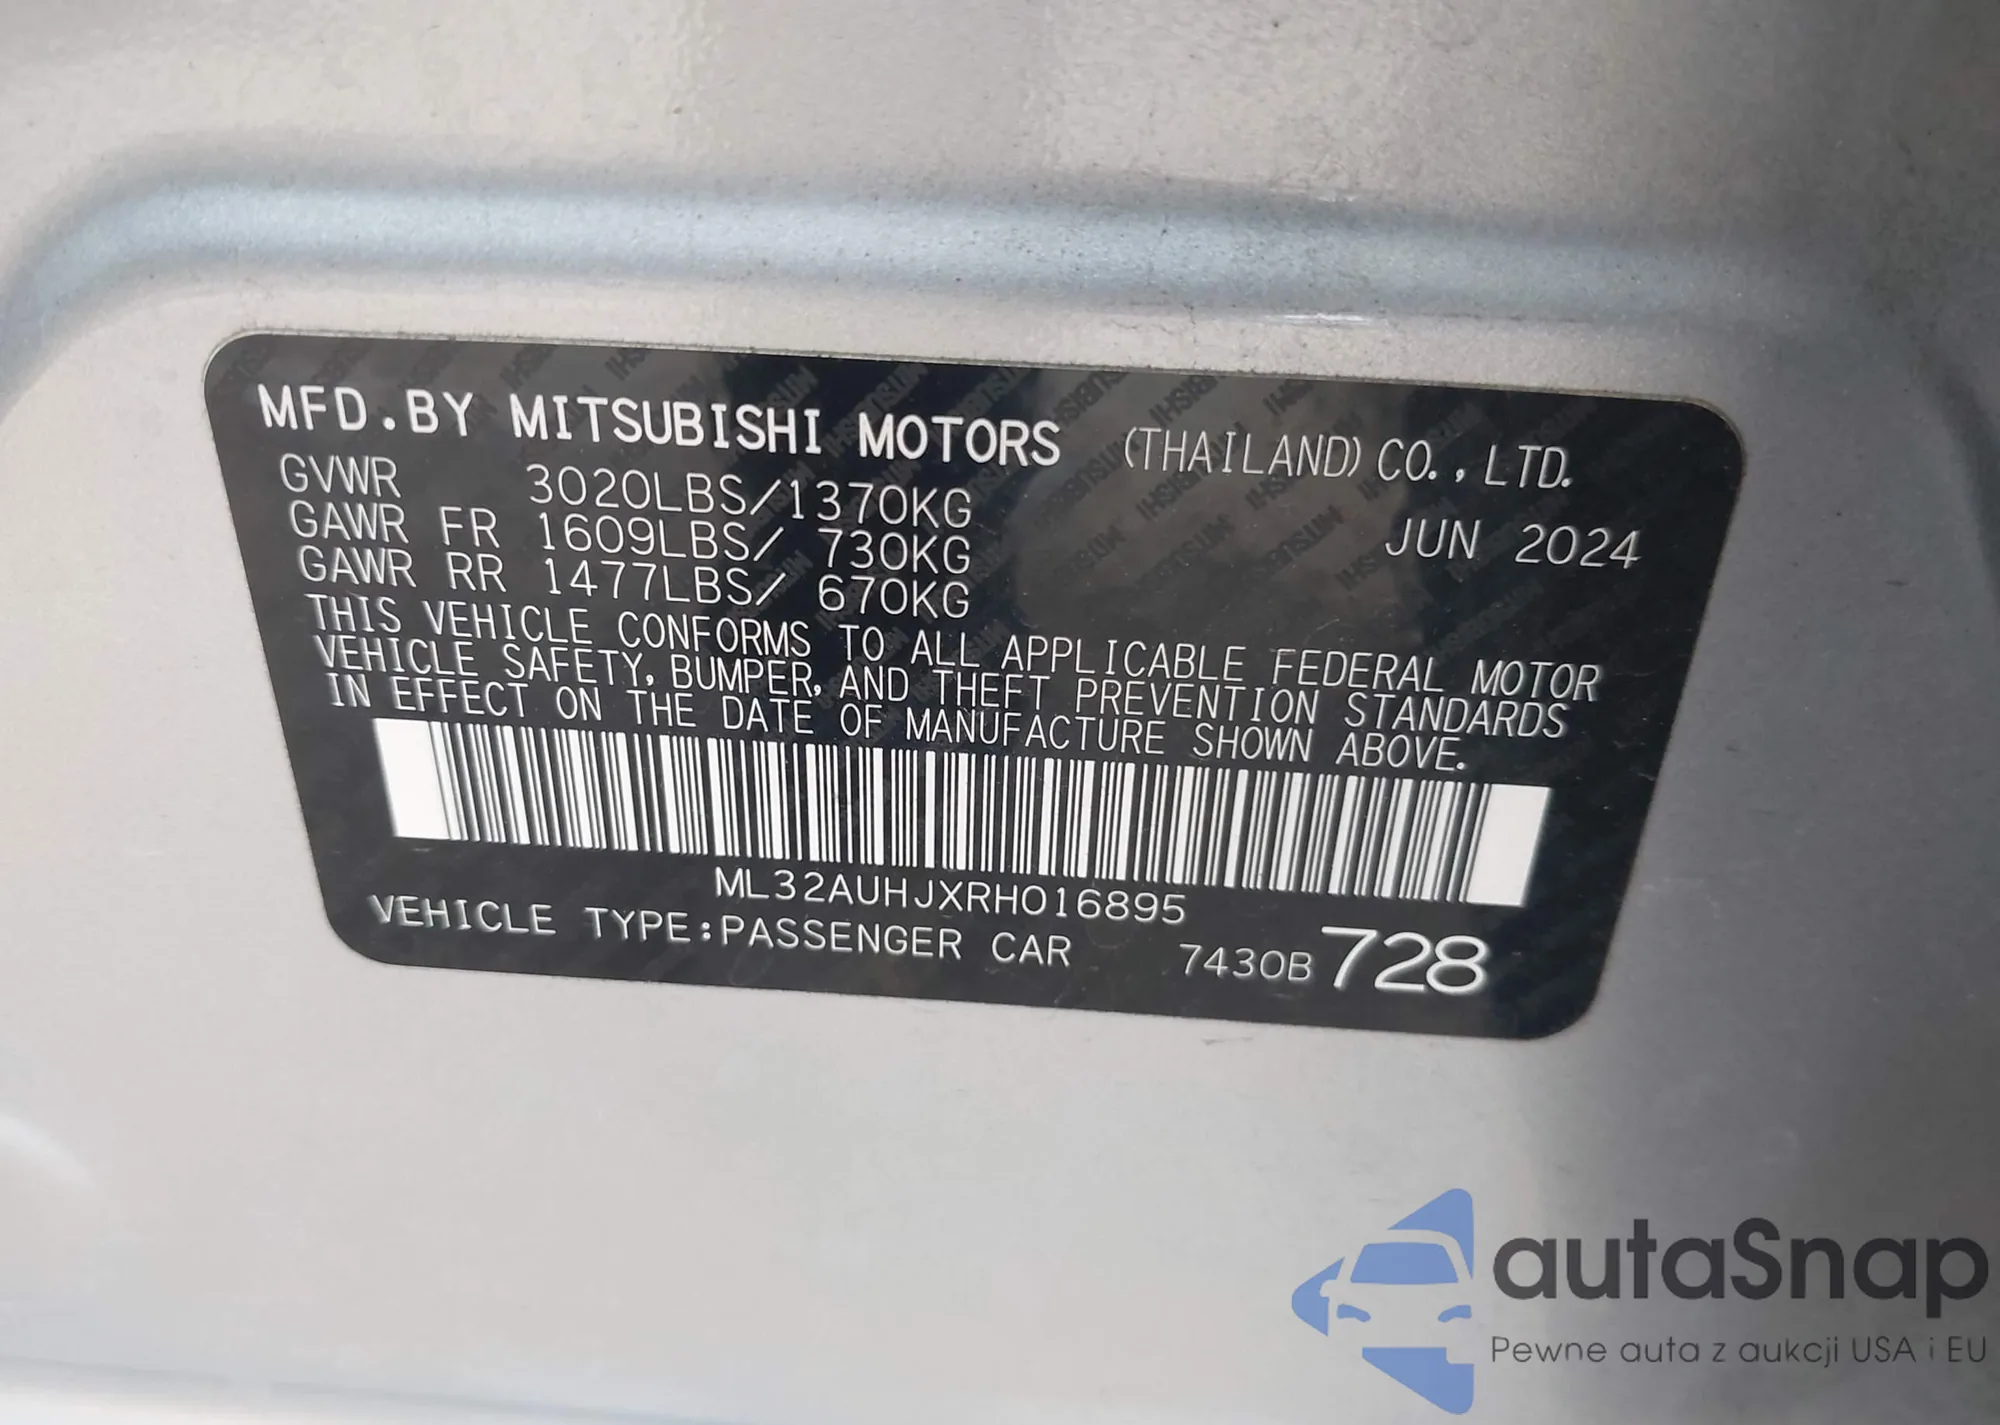 MFD.BY MITSUBISHI MOTORS (THAILAND) CO., LTD.
GVWR 3020LBS/1370KG
JUN 2024
GAWR FR 1609LBS/ 730KG
GAWR RR 1477LBS/ 670KG
THIS VEHICLE CONFORMS TO ALL APPLICABLE FEDERAL MOTOR
VEHICLE SAFETY, BUMPER, AND THEFT PREVENTION STANDARDS
IN EFFECT ON THE DATE OF MANUFACTURE SHOWN ABOVE.
ML32AUHJXRH016895
VEHICLE TYPE:PASSENGER CAR 7430B 728
autaSnap
Pewne auta z aukcji USA i EU